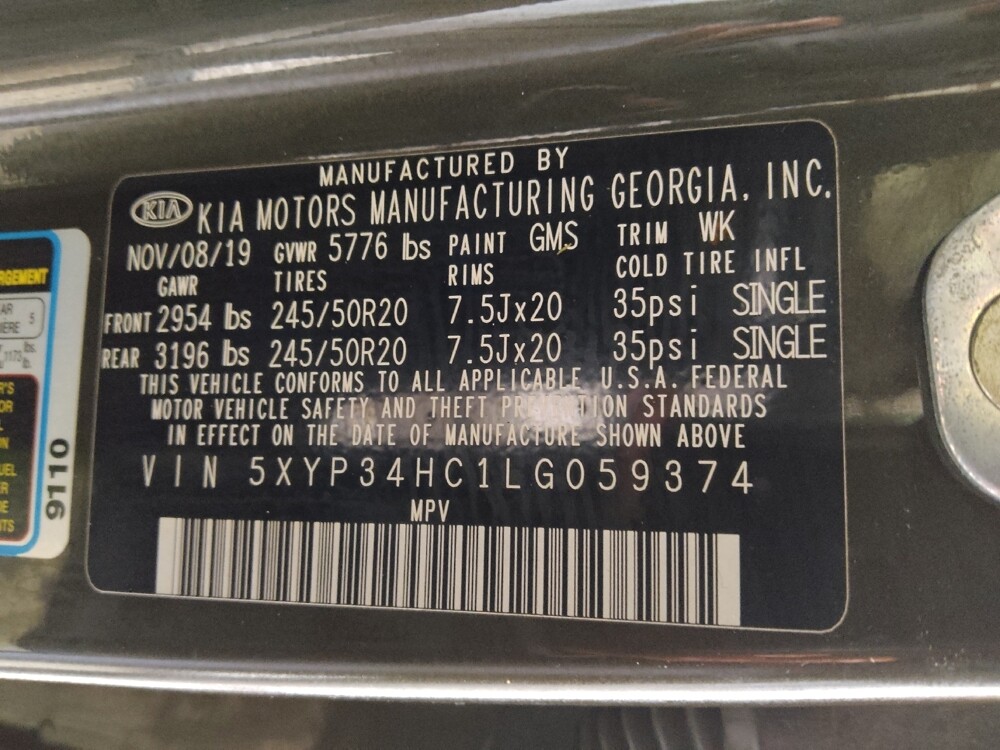 MANUFACTURED BY
KIA KIA MOTORS MANUFACTURING GEORGIA, INC.
NOV/08/19 GVWR 5776 lbs PAINT GMS TRIM WK
GAWR TIRES RIMS COLD TIRE INFL
FRONT 2954 lbs 245/50R20 7.5Jx20 35psi SINGLE
REAR 3196 lbs 245/50R20 7.5Jx20 35psi SINGLE
THIS VEHICLE CONFORMS TO ALL APPLICABLE U.S.A. FEDERAL
MOTOR VEHICLE SAFETY AND THEFT PREVENTION STANDARDS
IN EFFECT ON THE DATE OF MANUFACTURE SHOWN ABOVE
VIN 5XYP34HC1LG059374
MPV
5
9110